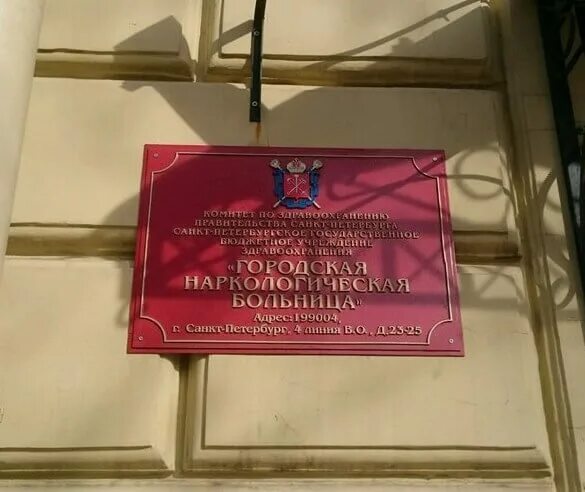 КОМИТЕТ ПО ЗДРАВООХРАНЕНИЮ
ПРАВИТЕЛЬСТВА САНКТ-ПЕТЕРБУРГА
САНКТ-ПЕТЕРБУРГСКОЕ ГОСУДАРСТВЕННОЕ
БЮДЖЕТНОЕ УЧРЕЖДЕНИЕ
ЗДРАВООХРАНЕНИЯ
«ГОРОДСКАЯ
НАРКОЛОГИЧЕСКАЯ
БОЛЬНИЦА»
Адрес:199004,
г. Санкт-Петербург, 4 линия В.О., Д,23-25